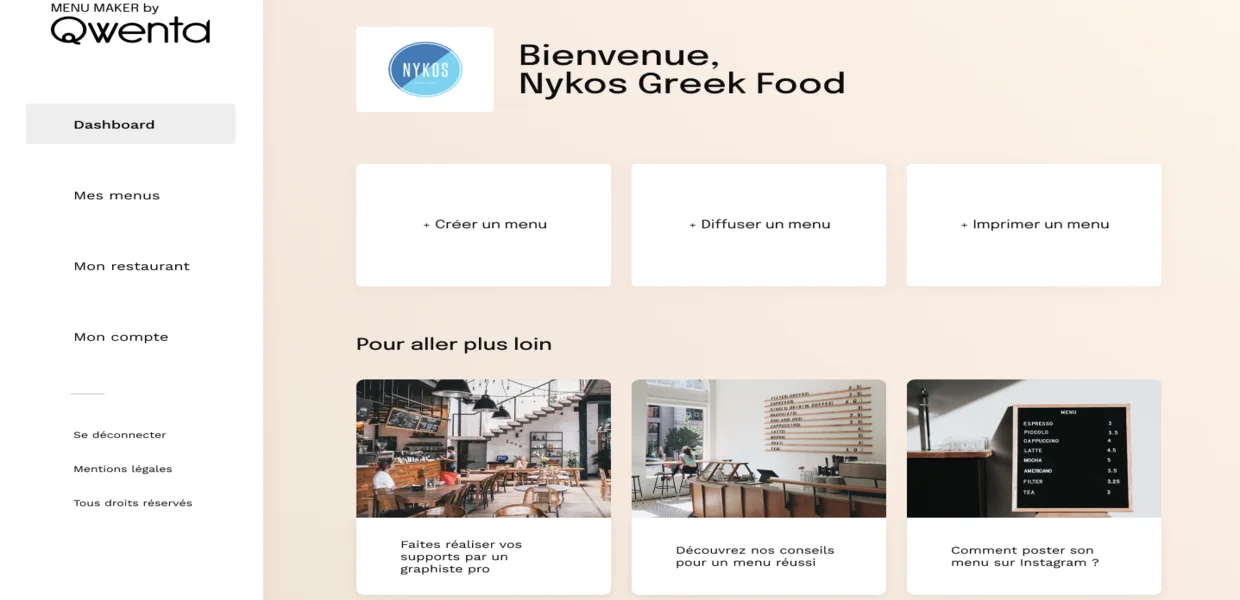 MENU MAKER by
Qwenta
Dashboard
Mes menus
Mon restaurant
Mon compte
Se déconnecter
Mentions légales
Tous droits réservés
NYKOS
Bienvenue,
Nykos Greek Food
+ Créer un menu
+ Diffuser un menu
+ Imprimer un menu
Pour aller plus loin
MENU
ESPRESSO 3
PICCOLO 3.5
CAPPUCCINO 4
LATTE 4.5
MOCHA 5
AMERICANO 3.5
FILTER 3.25
TEA 3
Faites réaliser vos
supports par un
graphiste pro
Découvrez nos conseils
pour un menu réussi
Comment poster son
menu sur Instagram ?